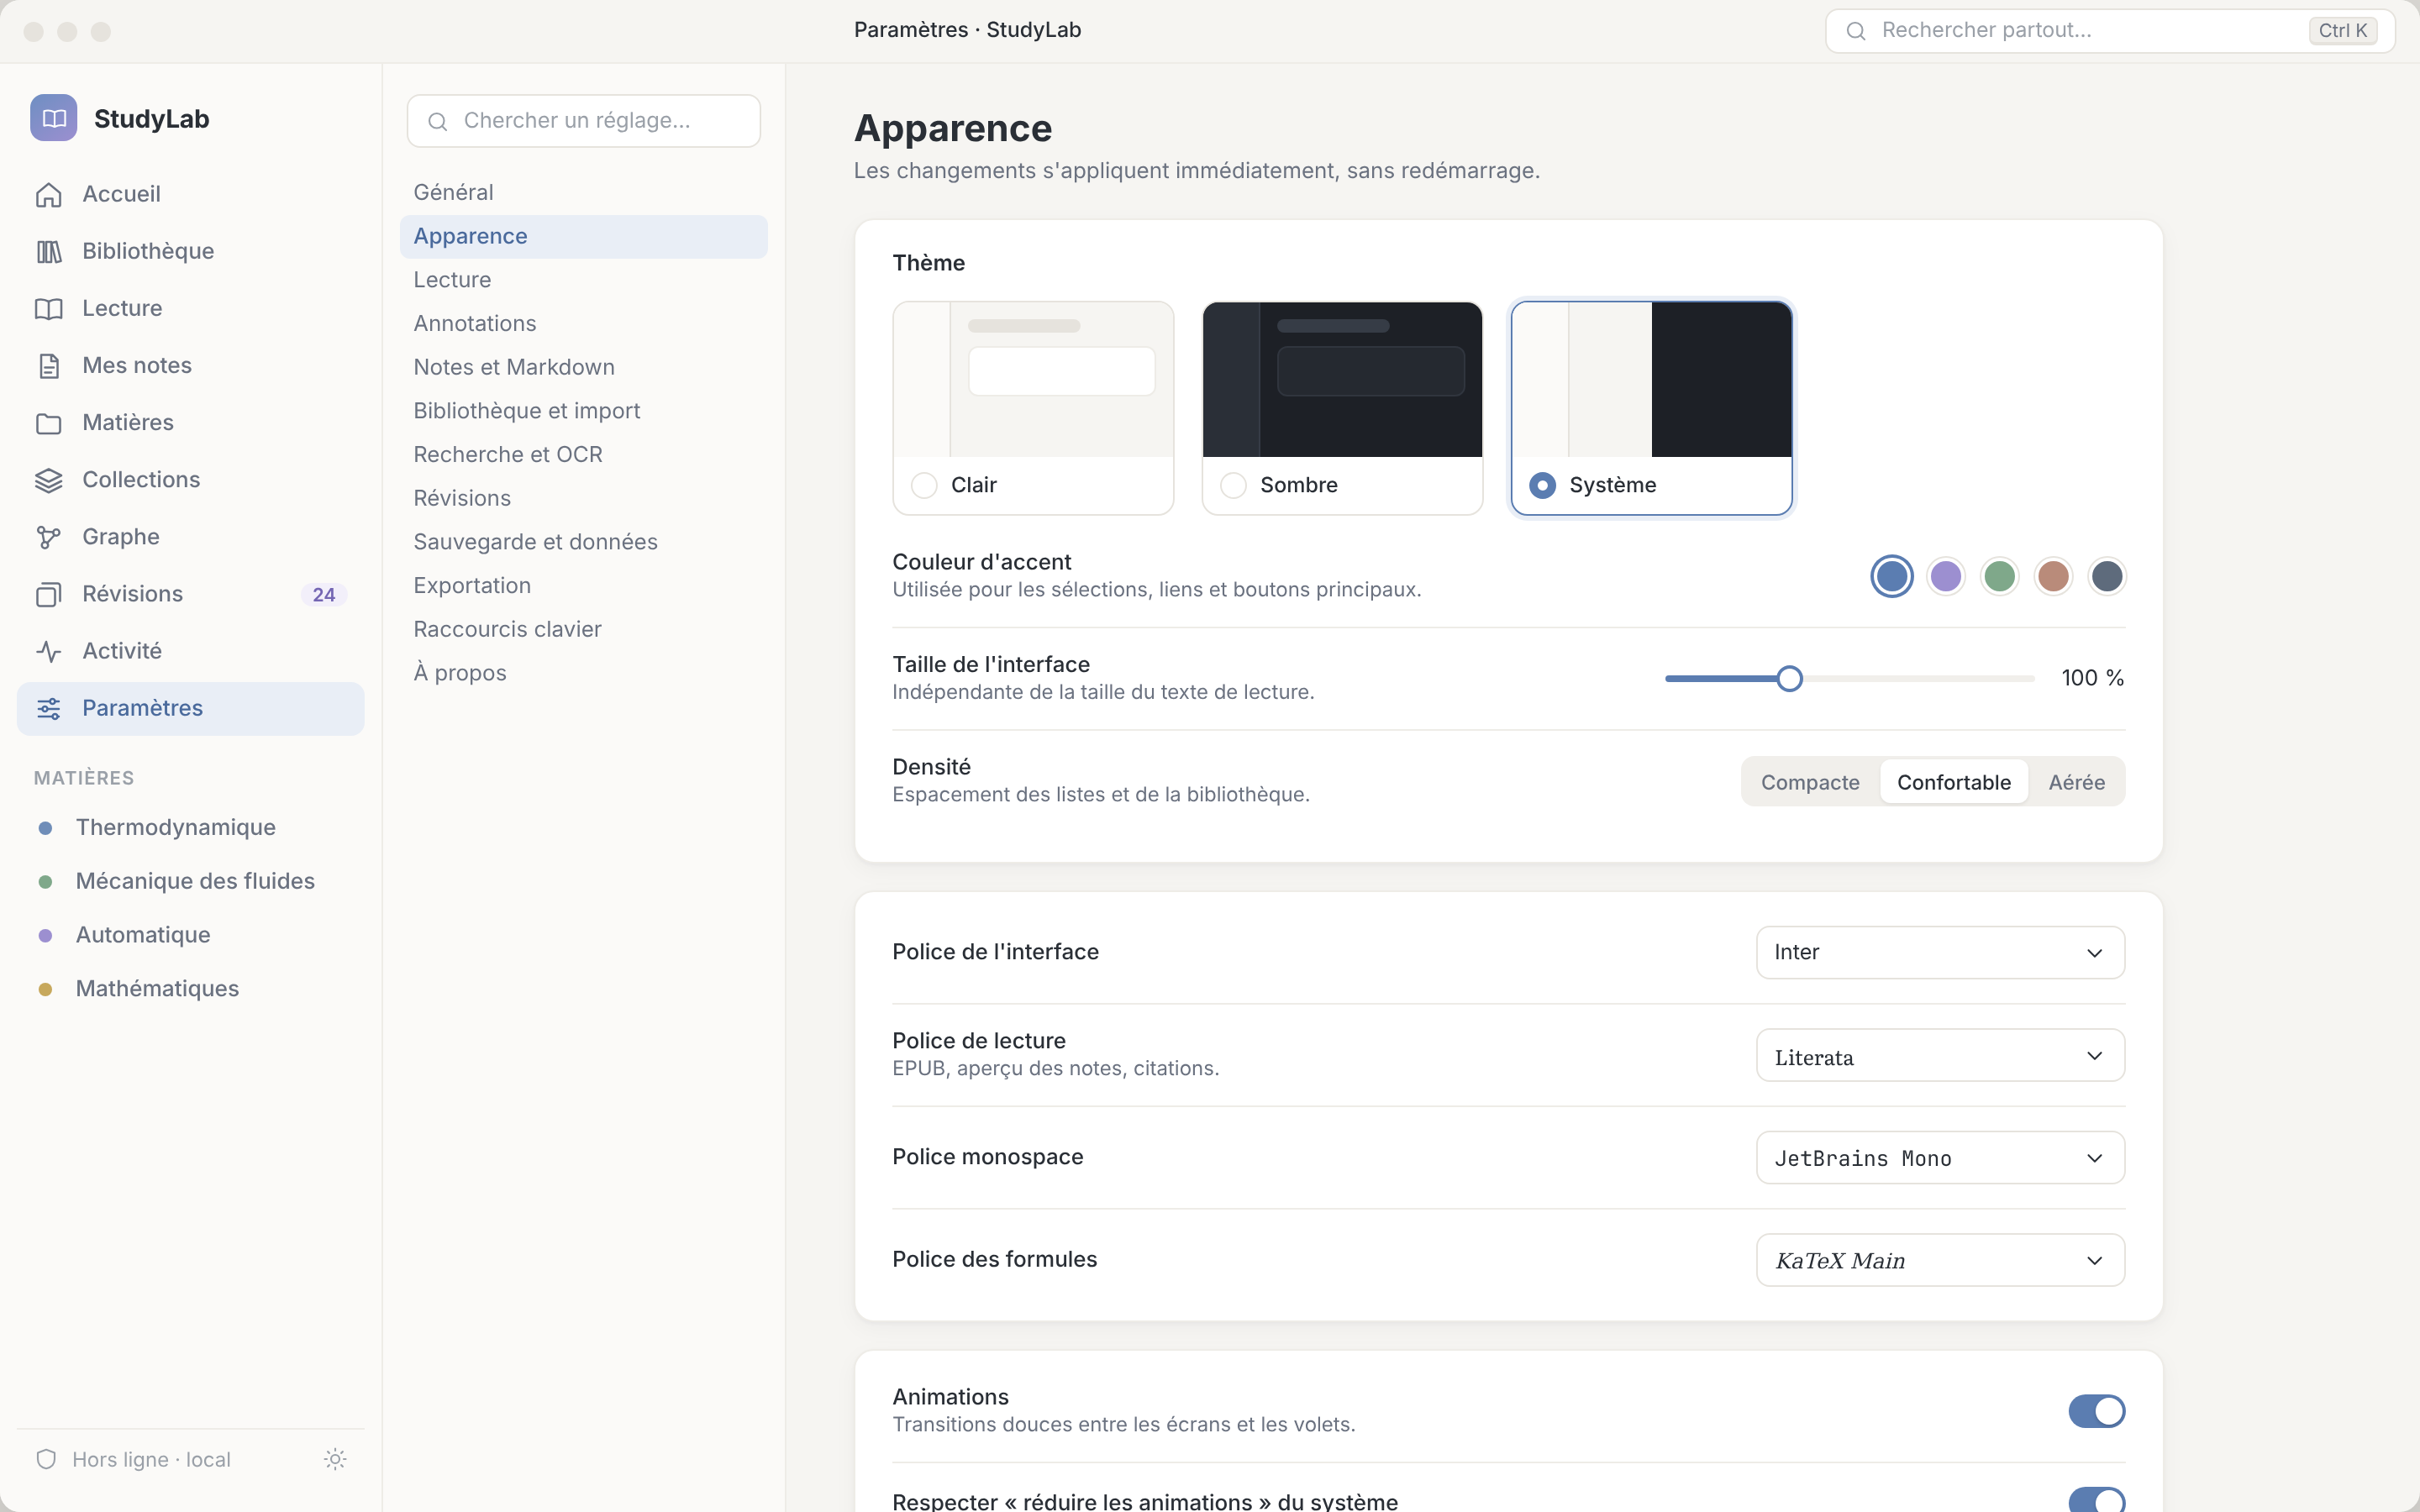 Paramètres · StudyLab
Rechercher partout...
Ctrl K
StudyLab
Accueil
Bibliothèque
Lecture
Mes notes
Matières
Collections
Graphe
Révisions
24
Activité
Paramètres
MATIÈRES
Thermodynamique
Mécanique des fluides
Automatique
Mathématiques
Hors ligne · local
Chercher un réglage...
Général
Apparence
Lecture
Annotations
Notes et Markdown
Bibliothèque et import
Recherche et OCR
Révisions
Sauvegarde et données
Exportation
Raccourcis clavier
À propos
Apparence
Les changements s'appliquent immédiatement, sans redémarrage.
Thème
Clair
Sombre
Système
Couleur d'accent
Utilisée pour les sélections, liens et boutons principaux.
Taille de l'interface
Indépendante de la taille du texte de lecture.
100 %
Densité
Espacement des listes et de la bibliothèque.
Compacte
Confortable
Aérée
Police de l'interface
Inter
Police de lecture
EPUB, aperçu des notes, citations.
Literata
Police monospace
JetBrains Mono
Police des formules
KaTeX Main
Animations
Transitions douces entre les écrans et les volets.
Respecter « réduire les animations » du système